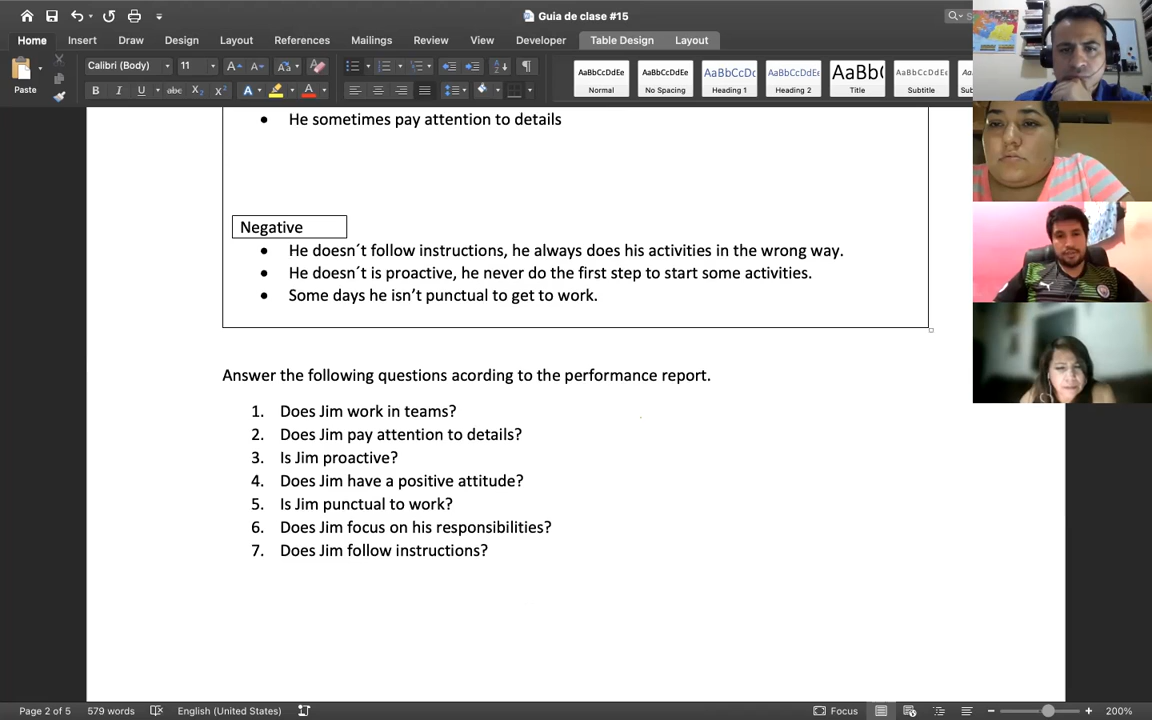 Guia de clase #15
Home Insert Draw Design Layout References Mailings Review View Developer Table Design Layout
Paste
Calibri (Body) 11
AaBbCcDdEe AaBbCcDdEe AaBbCcDc AaBbCcDdEe AaBb( AaBbCcDdEe
Normal No Spacing Heading 1 Heading 2 Title Subtitle
• He sometimes pay attention to details
Negative
• He doesn´t follow instructions, he always does his activities in the wrong way.
• He doesn´t is proactive, he never do the first step to start some activities.
• Some days he isn’t punctual to get to work.
Answer the following questions acording to the performance report.
1. Does Jim work in teams?
2. Does Jim pay attention to details?
3. Is Jim proactive?
4. Does Jim have a positive attitude?
5. Is Jim punctual to work?
6. Does Jim focus on his responsibilities?
7. Does Jim follow instructions?
Page 2 of 5 579 words English (United States) Focus 200%